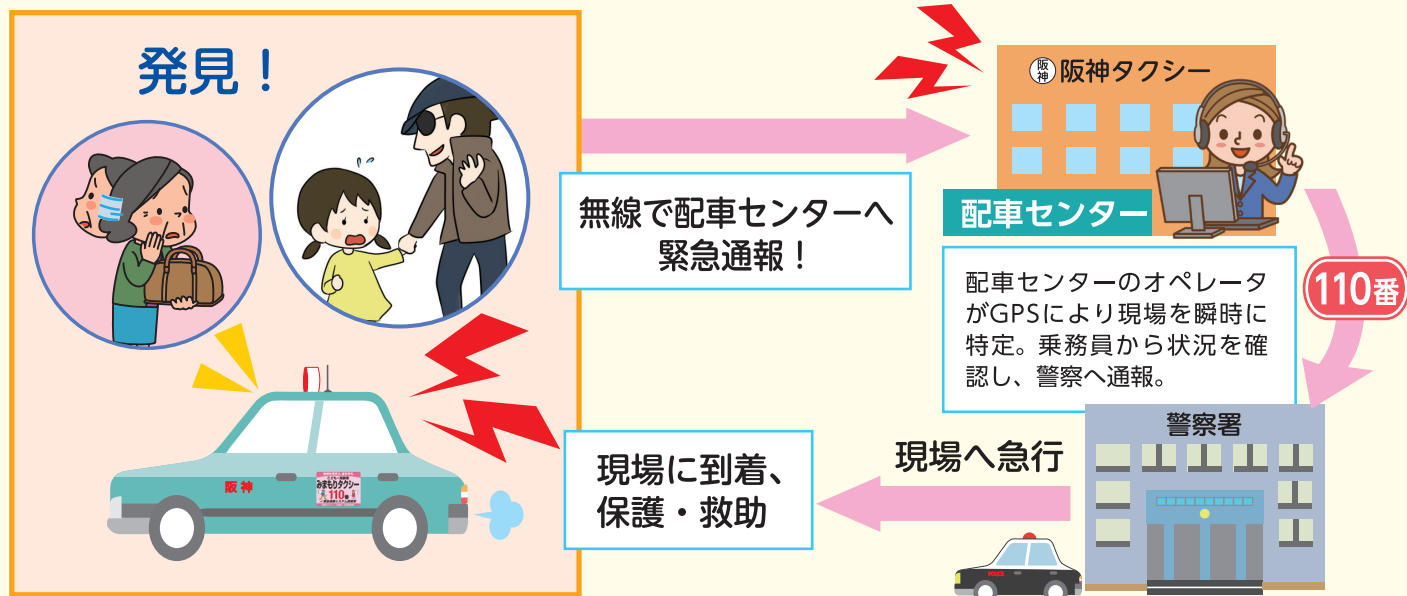 発見！
阪神
阪神タクシー
無線で配車センターへ
緊急通報！
配車センター
配車センターのオペレータ
がGPSにより現場を瞬時に
特定。乗務員から状況を確
認し、警察へ通報。
110番
警察署
現場へ急行
現場に到着、
保護・救助
阪神
みまもりタクシー
110番
POLICE